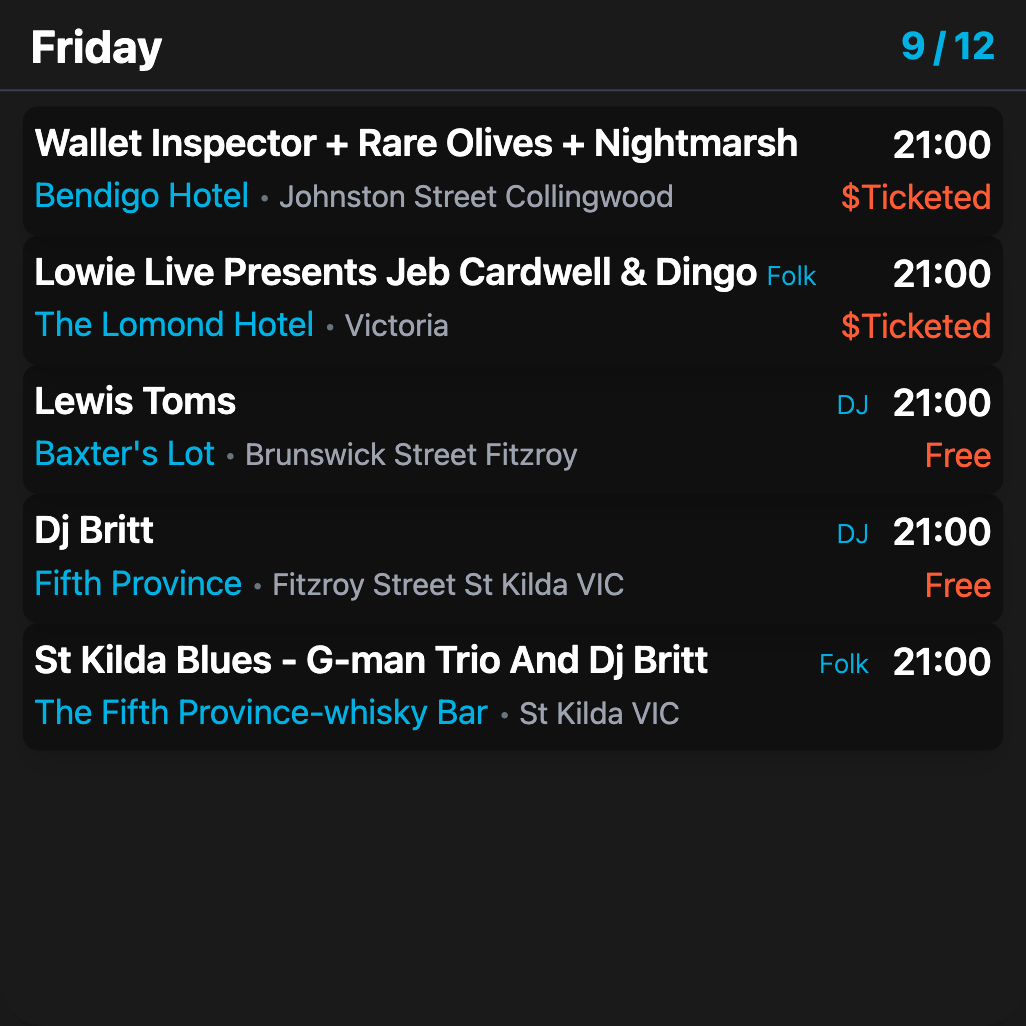 Friday 9 / 12
Wallet Inspector + Rare Olives + Nightmarsh 21:00
Bendigo Hotel • Johnston Street Collingwood $Ticketed
Lowie Live Presents Jeb Cardwell & Dingo Folk 21:00
The Lomond Hotel • Victoria $Ticketed
Lewis Toms DJ 21:00
Baxter's Lot • Brunswick Street Fitzroy Free
Dj Britt DJ 21:00
Fifth Province • Fitzroy Street St Kilda VIC Free
St Kilda Blues - G-man Trio And Dj Britt Folk 21:00
The Fifth Province-whisky Bar • St Kilda VIC